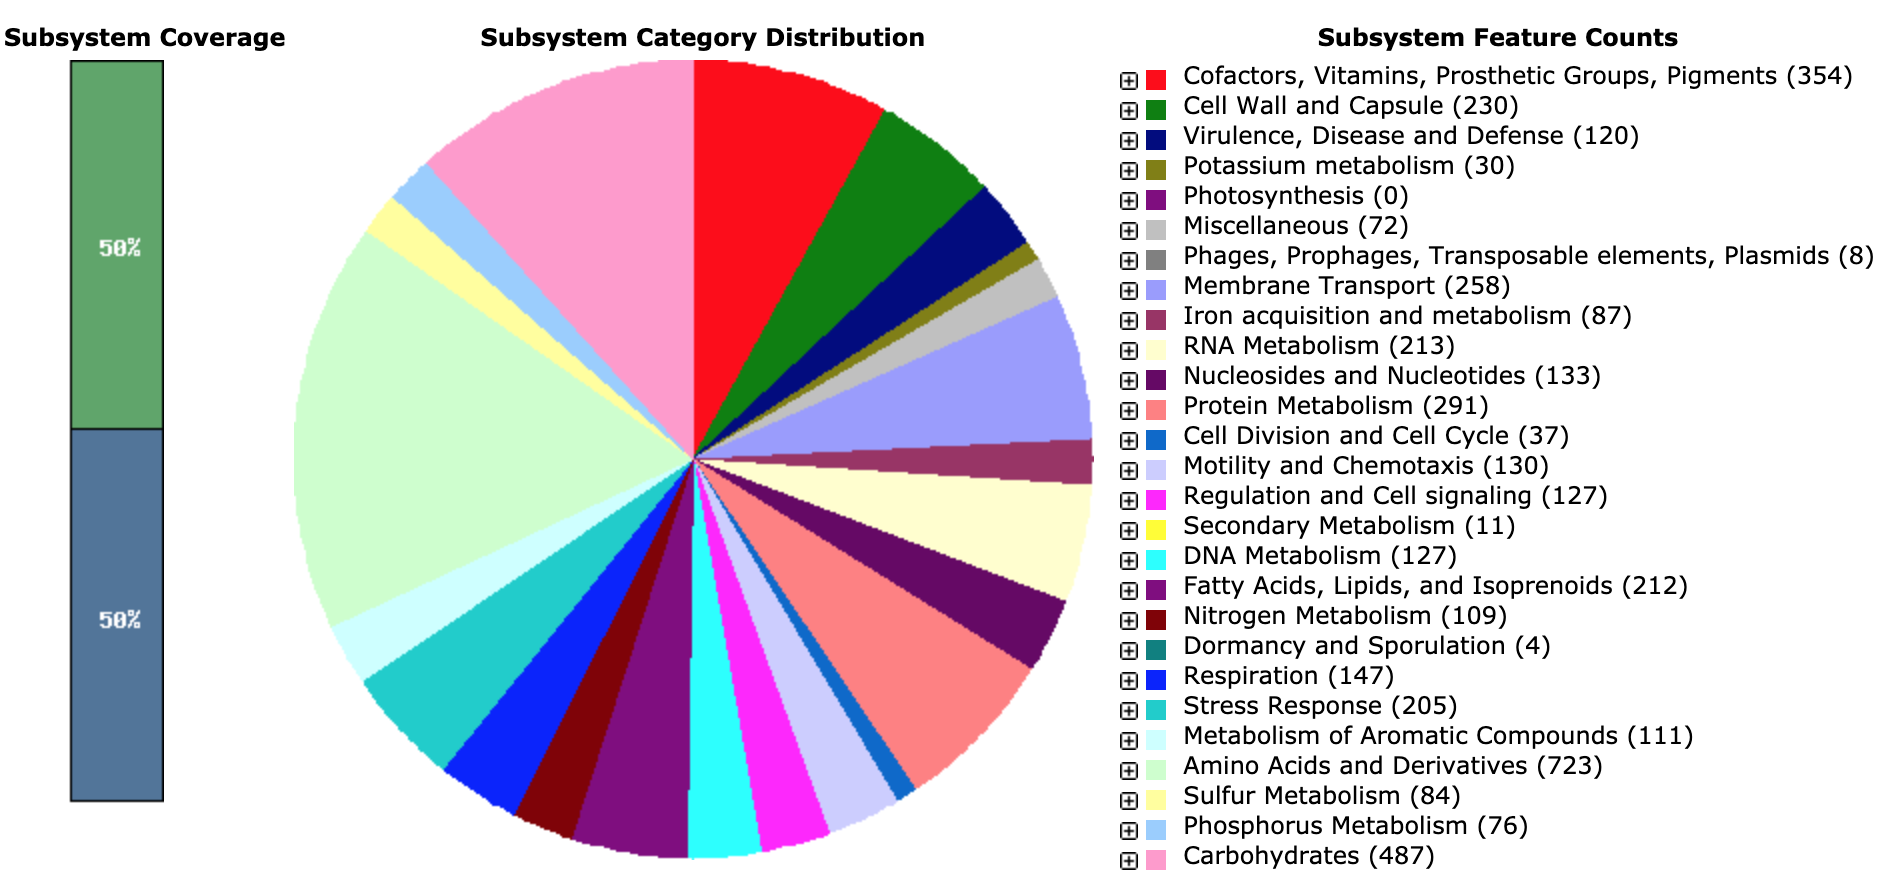 Subsystem Coverage
Subsystem Category Distribution
Subsystem Feature Counts
50%
50%
Cofactors, Vitamins, Prosthetic Groups, Pigments (354)
Cell Wall and Capsule (230)
Virulence, Disease and Defense (120)
Potassium metabolism (30)
Photosynthesis (0)
Miscellaneous (72)
Phages, Prophages, Transposable elements, Plasmids (8)
Membrane Transport (258)
Iron acquisition and metabolism (87)
RNA Metabolism (213)
Nucleosides and Nucleotides (133)
Protein Metabolism (291)
Cell Division and Cell Cycle (37)
Motility and Chemotaxis (130)
Regulation and Cell signaling (127)
Secondary Metabolism (11)
DNA Metabolism (127)
Fatty Acids, Lipids, and Isoprenoids (212)
Nitrogen Metabolism (109)
Dormancy and Sporulation (4)
Respiration (147)
Stress Response (205)
Metabolism of Aromatic Compounds (111)
Amino Acids and Derivatives (723)
Sulfur Metabolism (84)
Phosphorus Metabolism (76)
Carbohydrates (487)